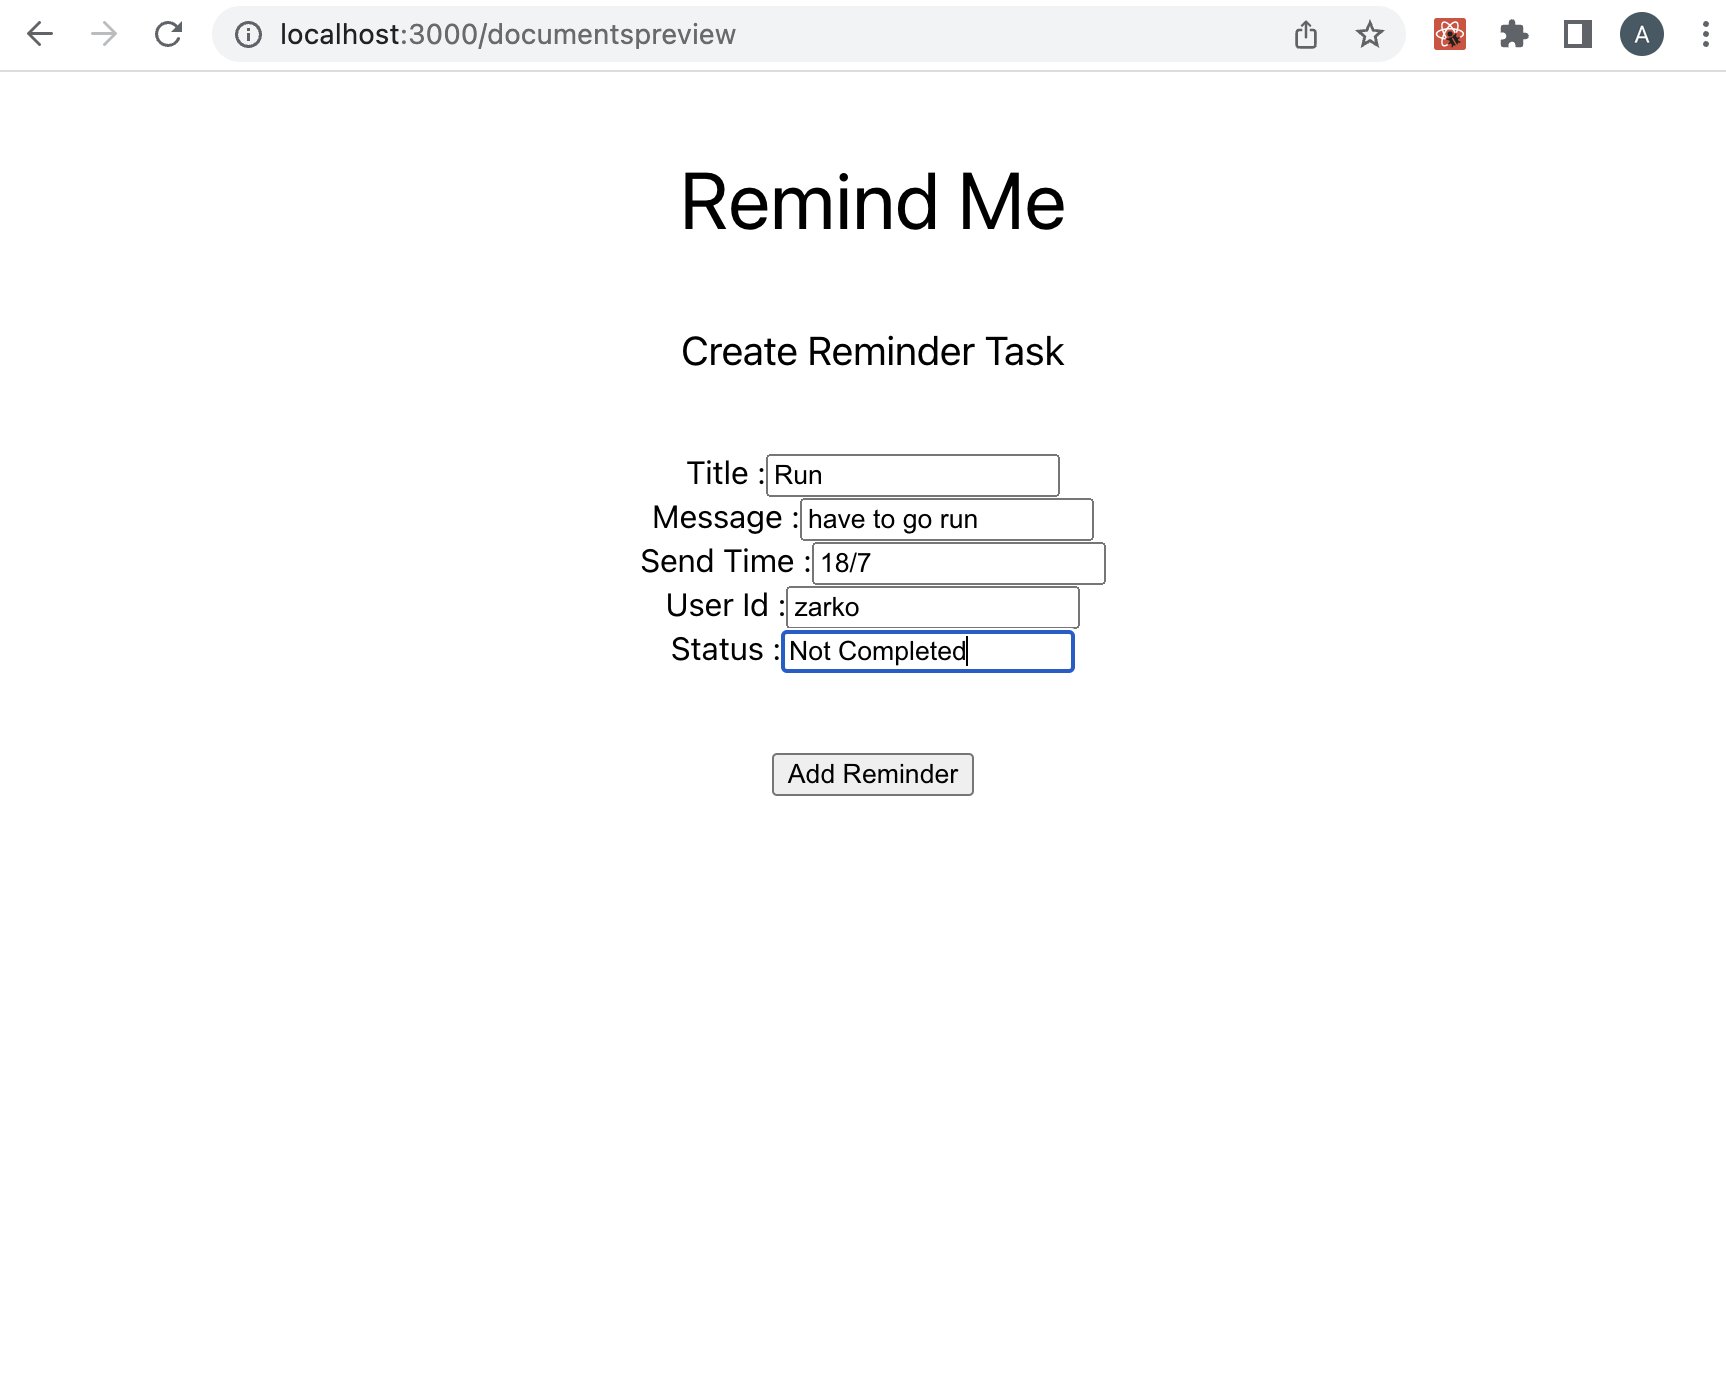 localhost:3000/documentspreview
A
Remind Me
Create Reminder Task
Title :Run
Message :have to go run
Send Time :18/7
User Id :zarko
Status :Not Completed
Add Reminder